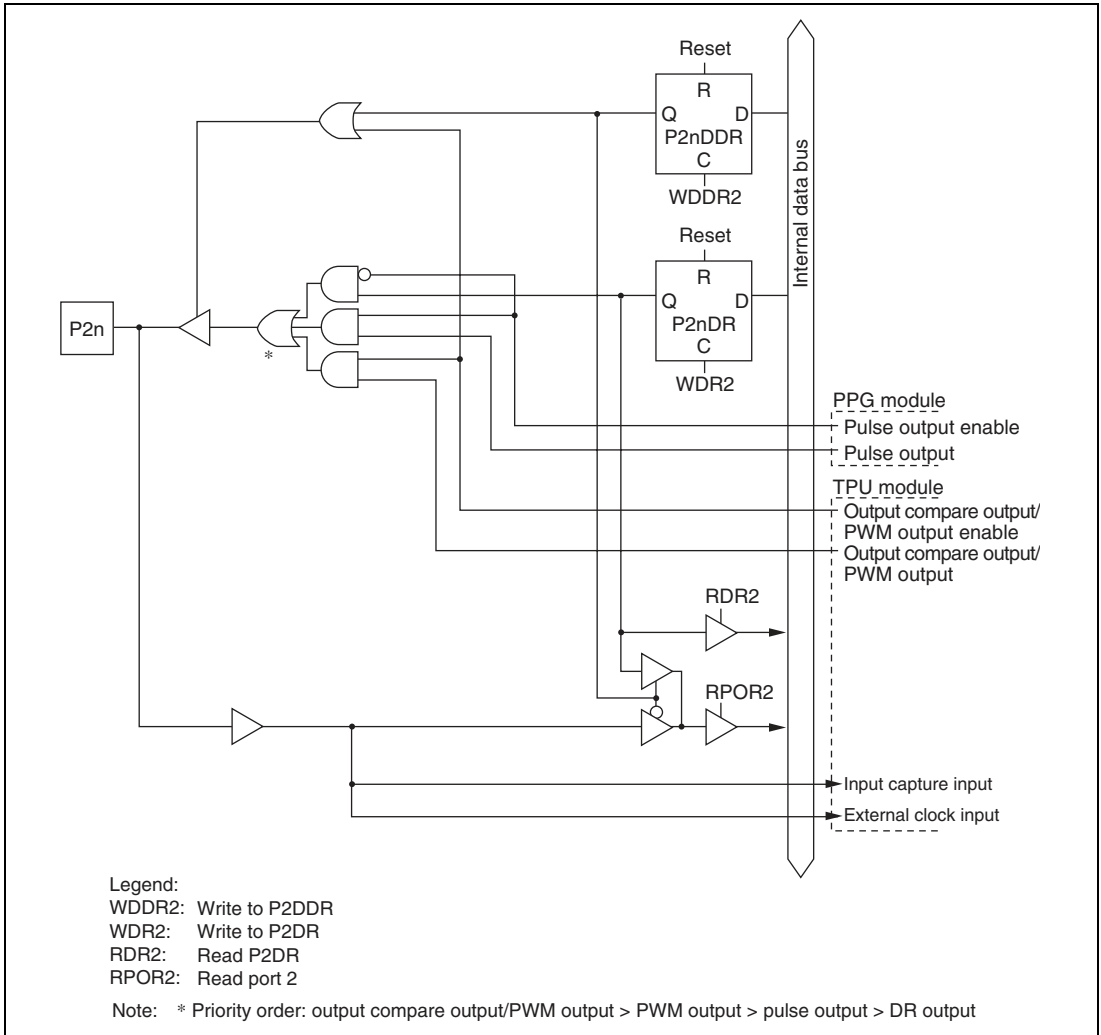 Reset
R
Q D
P2nDDR
C
WDDR2
Internal data bus
Reset
R
Q D
P2nDR
C
WDR2
P2n
*
PPG module
Pulse output enable
Pulse output
TPU module
Output compare output/
PWM output enable
Output compare output/
PWM output
RDR2
RPOR2
Input capture input
External clock input
Legend:
WDDR2: Write to P2DDR
WDR2: Write to P2DR
RDR2: Read P2DR
RPOR2: Read port 2
Note: * Priority order: output compare output/PWM output > PWM output > pulse output > DR output